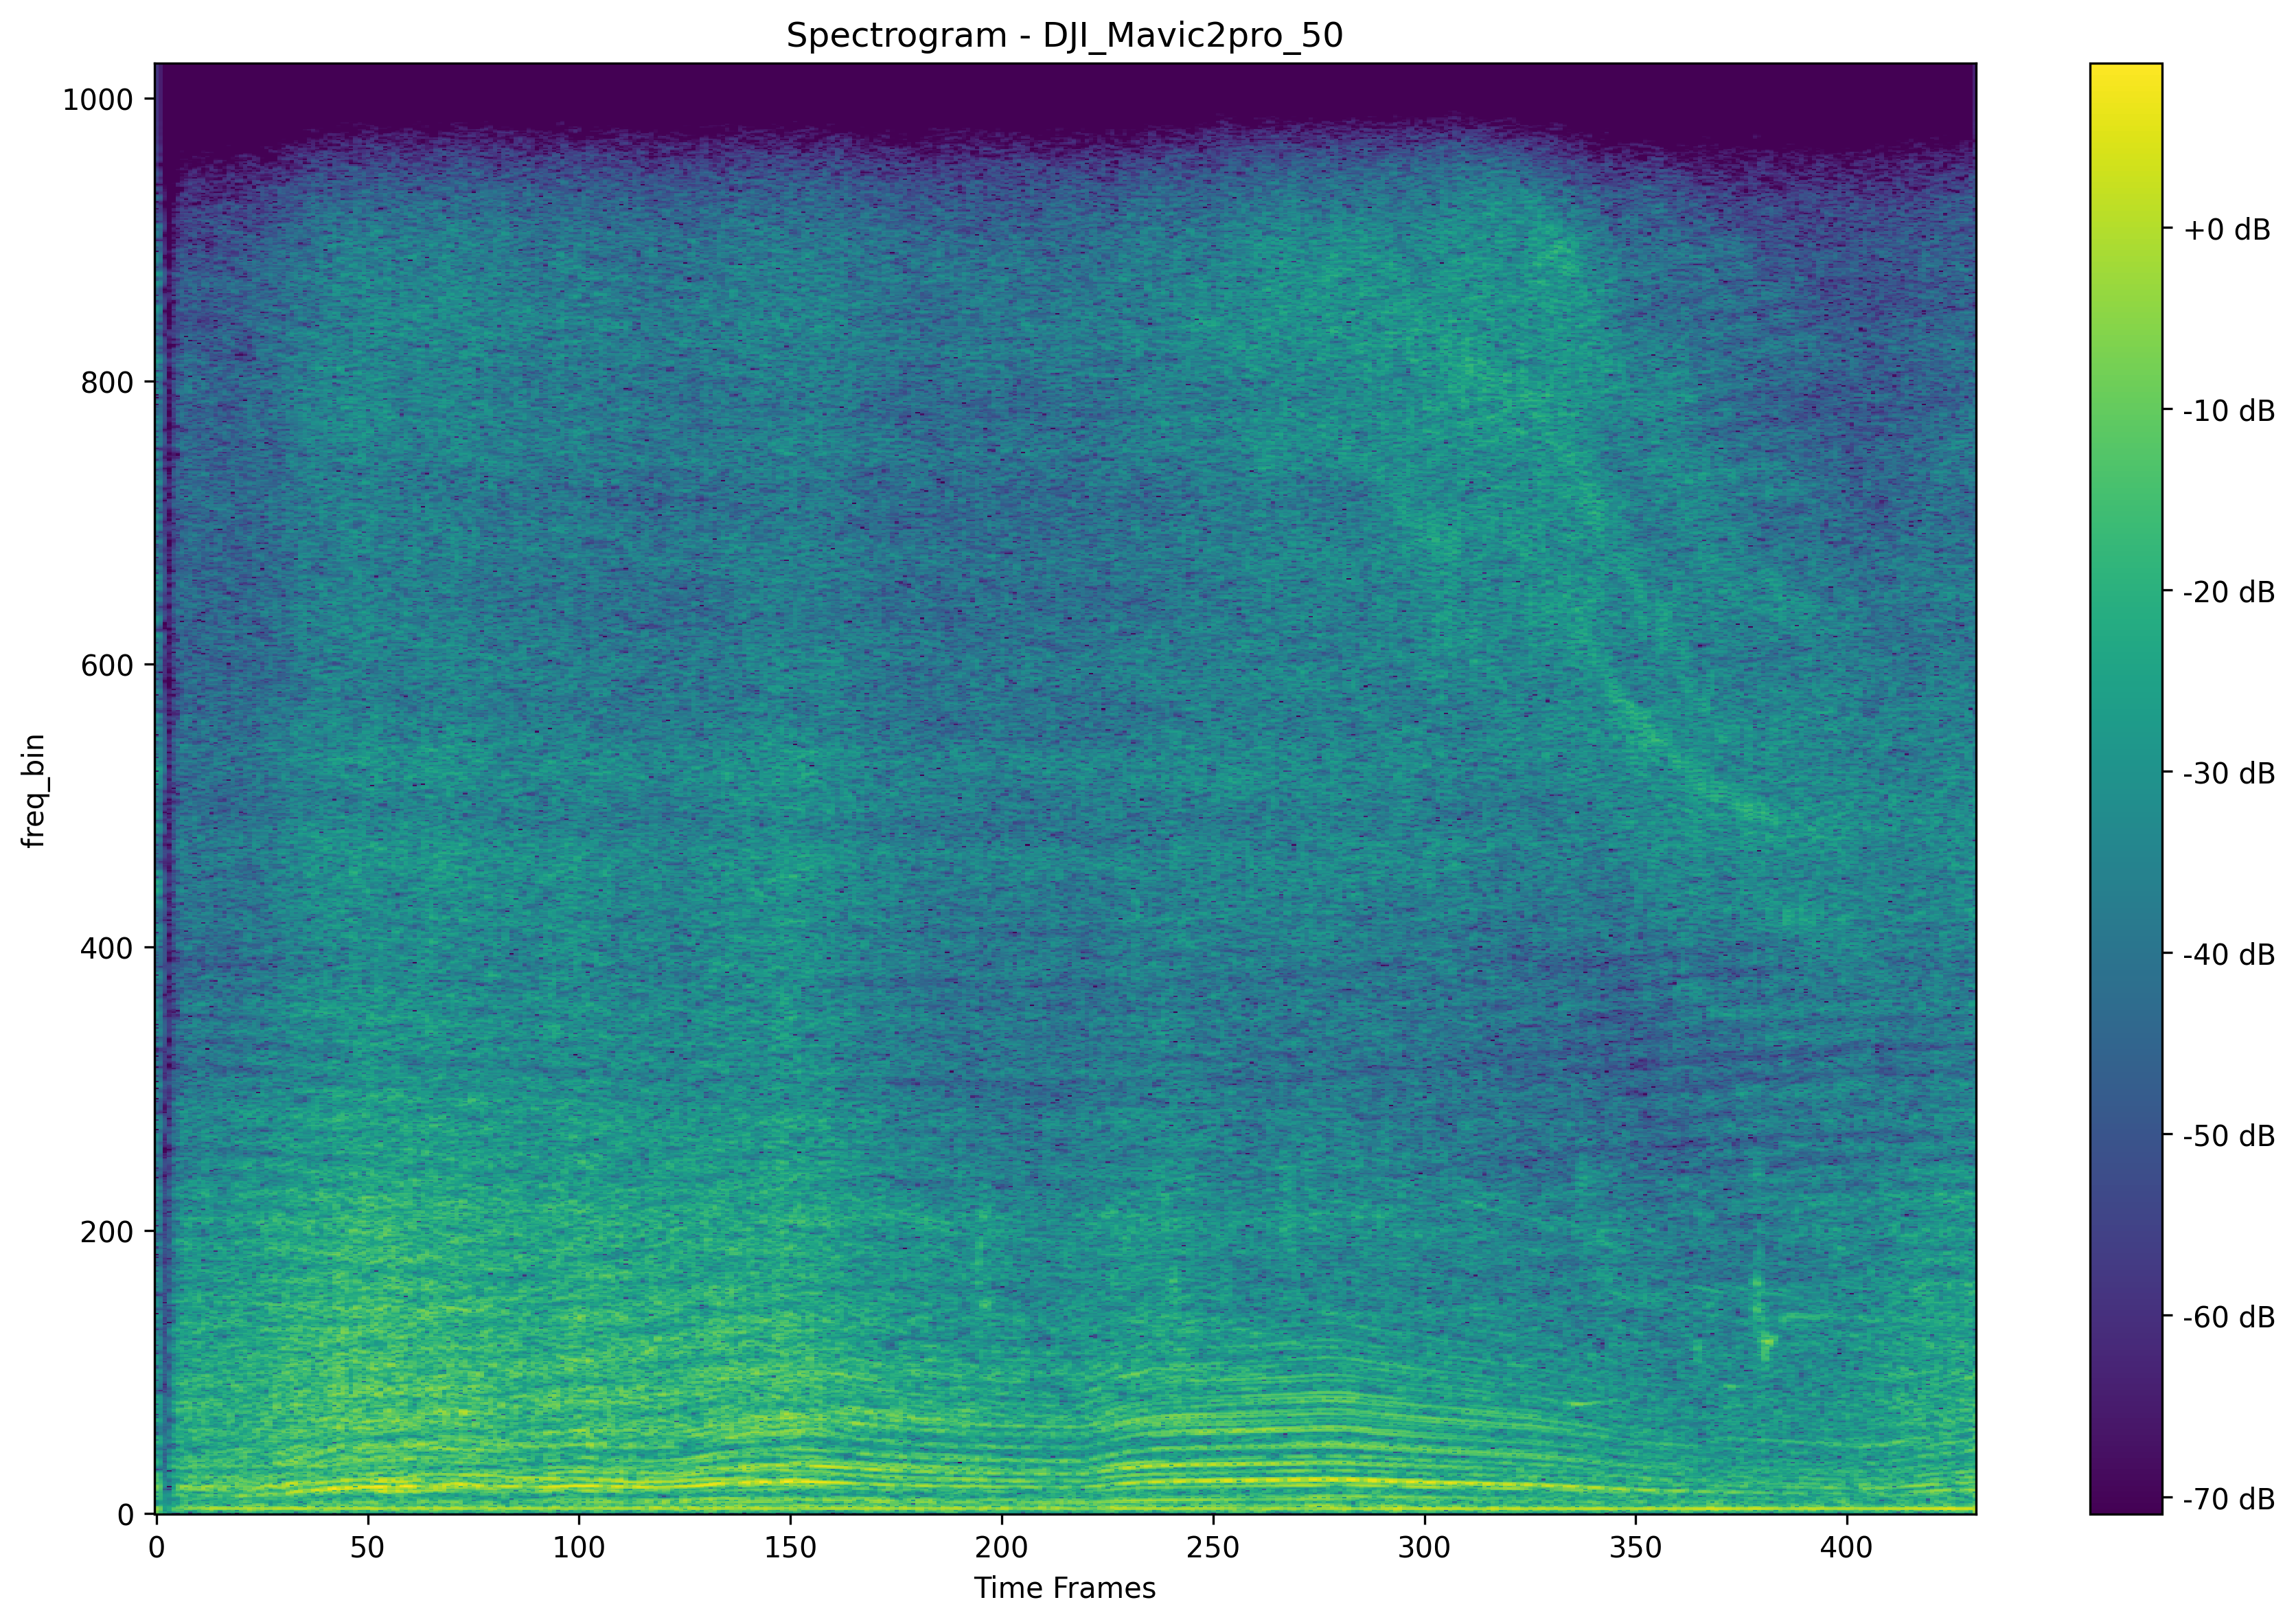 Spectrogram - DJI_Mavic2pro_50
1000
800
600
400
200
0
freq_bin
0 50 100 150 200 250 300 350 400
Time Frames
+0 dB
-10 dB
-20 dB
-30 dB
-40 dB
-50 dB
-60 dB
-70 dB